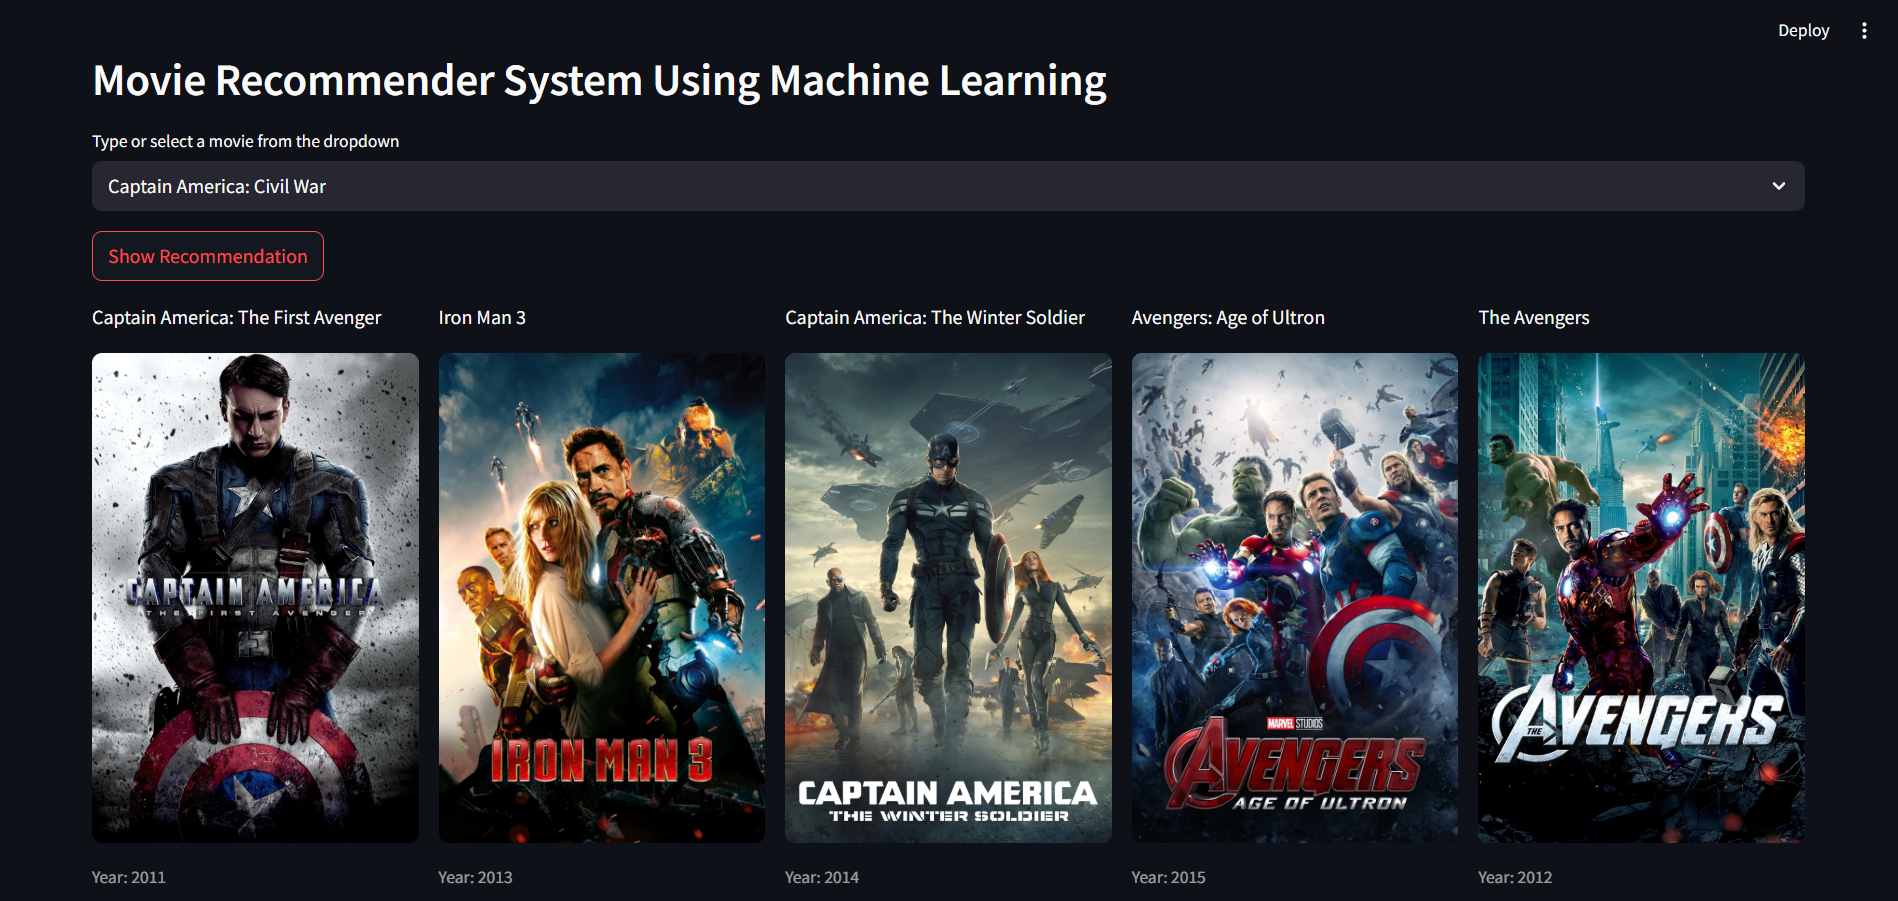 Deploy
Movie Recommender System Using Machine Learning
Type or select a movie from the dropdown
Captain America: Civil War
Show Recommendation
Captain America: The First Avenger
Iron Man 3
Captain America: The Winter Soldier
Avengers: Age of Ultron
The Avengers
CAPTAIN AMERICA
THE FIRST AVENGER
IRON MAN 3
CAPTAIN AMERICA
THE WINTER SOLDIER
MARVEL STUDIOS
AVENGERS
AGE OF ULTRON
THE AVENGERS
Year: 2011
Year: 2013
Year: 2014
Year: 2015
Year: 2012